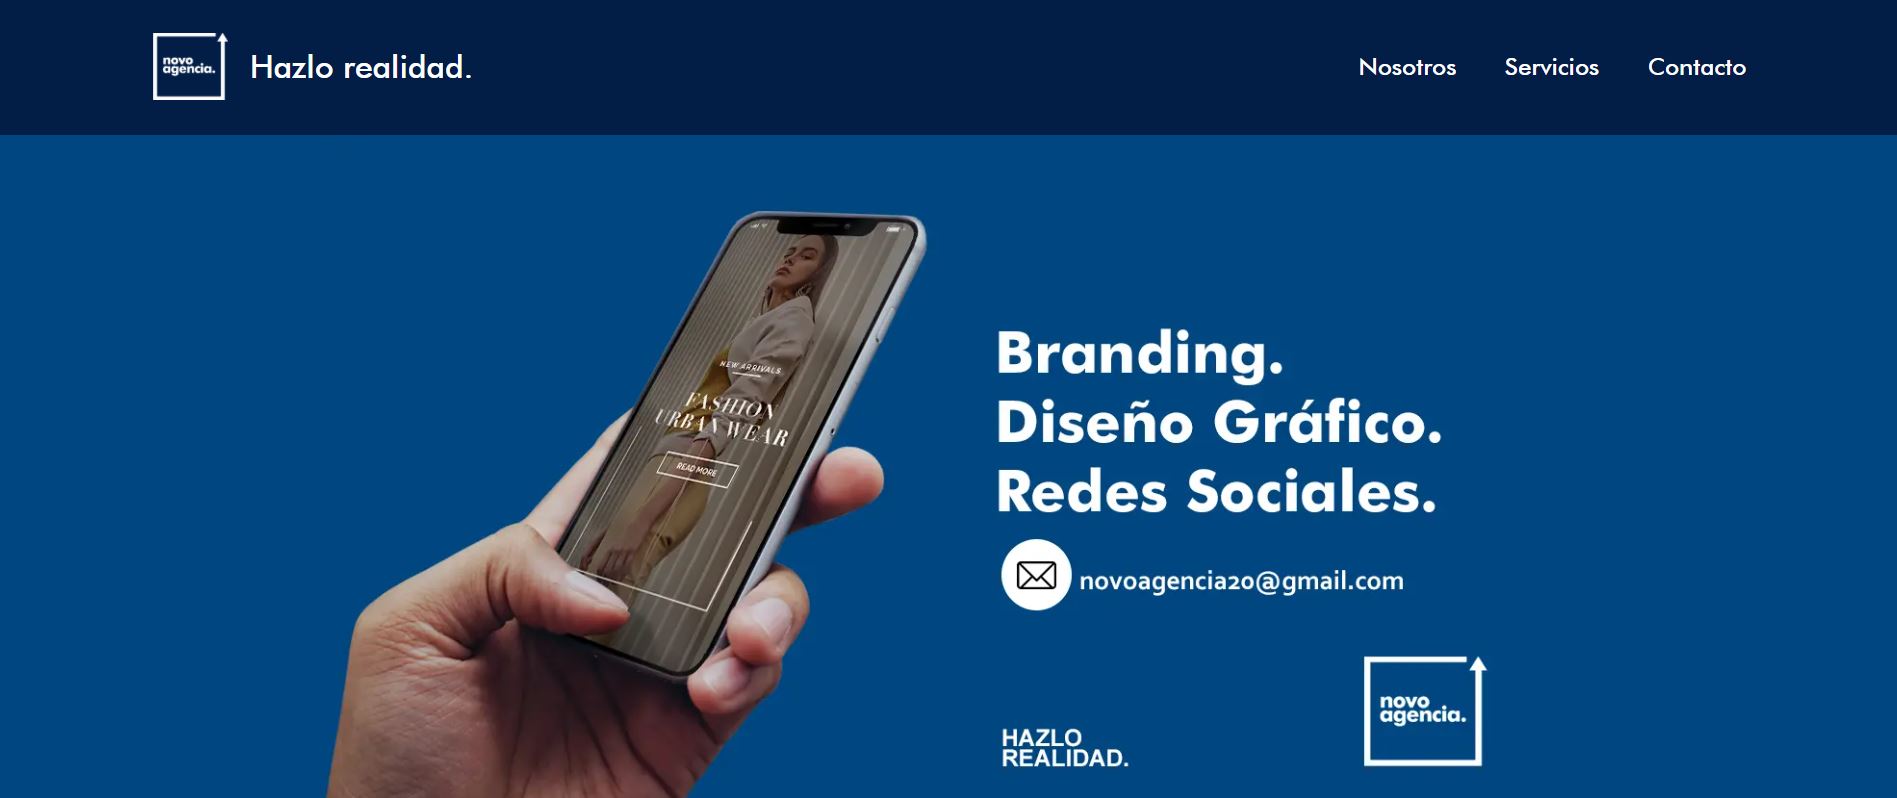 novo
agencia.
Hazlo realidad.
Nosotros
Servicios
Contacto
NEW ARRIVALS
FASHION
URBAN WEAR
READ MORE
Branding.
Diseño Gráfico.
Redes Sociales.
novoagencia20@gmail.com
HAZLO
REALIDAD.
novo
agencia.